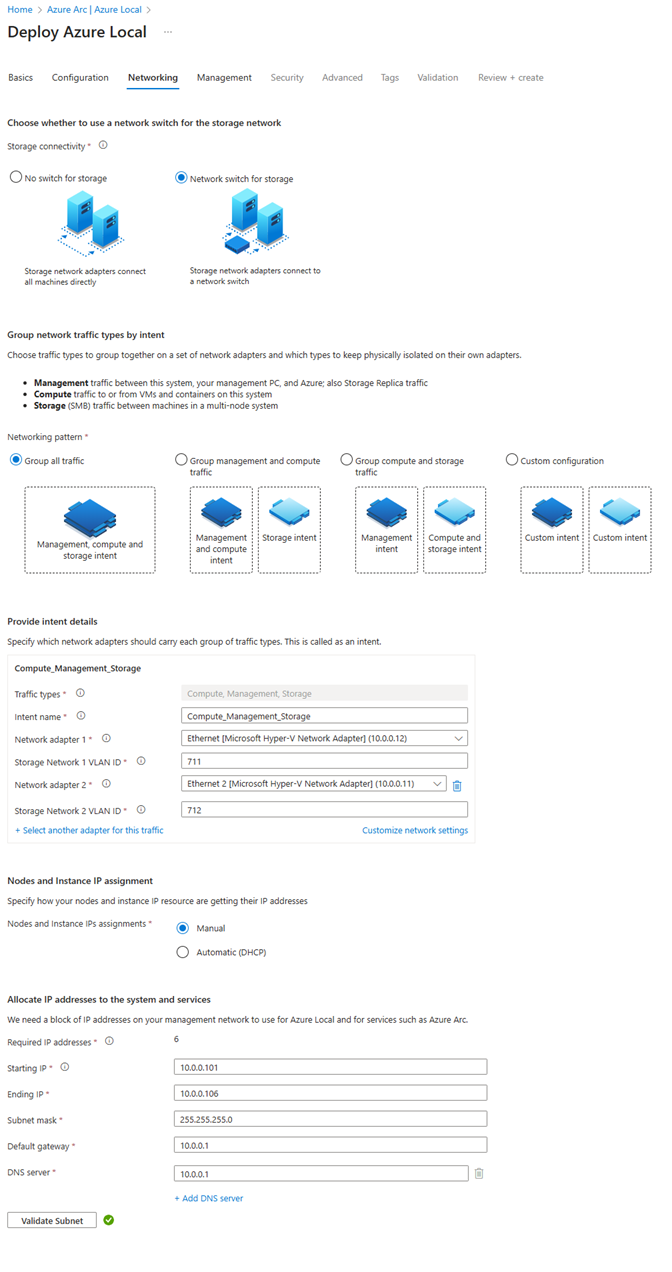 Home > Azure Arc | Azure Local >
Deploy Azure Local ...
Basics Configuration Networking Management Security Advanced Tags Validation Review + create
Choose whether to use a network switch for the storage network
Storage connectivity *
No switch for storage
Network switch for storage
Storage network adapters connect
all machines directly
Storage network adapters connect to
a network switch
Group network traffic types by intent
Choose traffic types to group together on a set of network adapters and which types to keep physically isolated on their own adapters.
• Management traffic between this system, your management PC, and Azure; also Storage Replica traffic
• Compute traffic to or from VMs and containers on this system
• Storage (SMB) traffic between machines in a multi-node system
Networking pattern *
Group all traffic
Group management and compute
traffic
Group compute and storage
traffic
Custom configuration
Management, compute and
storage intent
Management
and compute
intent
Storage intent
Management
intent
Compute and
storage intent
Custom intent
Custom intent
Provide intent details
Specify which network adapters should carry each group of traffic types. This is called as an intent.
Compute_Management_Storage
Traffic types * Compute, Management, Storage
Intent name * Compute_Management_Storage
Network adapter 1 * Ethernet [Microsoft Hyper-V Network Adapter] (10.0.0.12)
Storage Network 1 VLAN ID * 711
Network adapter 2 * Ethernet 2 [Microsoft Hyper-V Network Adapter] (10.0.0.11)
Storage Network 2 VLAN ID * 712
+ Select another adapter for this traffic Customize network settings
Nodes and Instance IP assignment
Specify how your nodes and instance IP resource are getting their IP addresses
Nodes and Instance IPs assignments * Manual
Automatic (DHCP)
Allocate IP addresses to the system and services
We need a block of IP addresses on your management network to use for Azure Local and for services such as Azure Arc.
Required IP addresses * 6
Starting IP * 10.0.0.101
Ending IP * 10.0.0.106
Subnet mask * 255.255.255.0
Default gateway * 10.0.0.1
DNS server * 10.0.0.1
+ Add DNS server
Validate Subnet